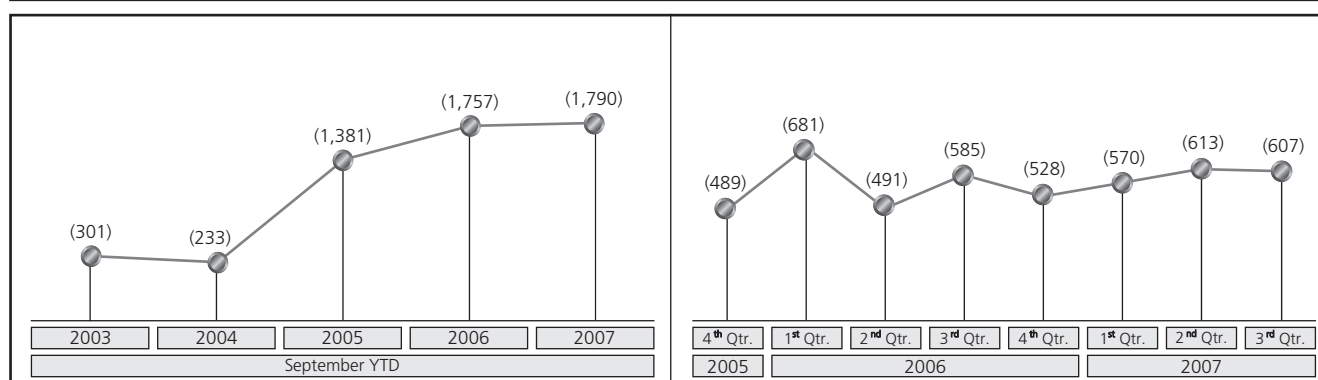 (301) (233) (1,381) (1,757) (1,790)
2003 2004 2005 2006 2007
September YTD
(489) (681) (491) (585) (528) (570) (613) (607)
4th Qtr. 1st Qtr. 2nd Qtr. 3rd Qtr. 4th Qtr. 1st Qtr. 2nd Qtr. 3rd Qtr.
2005 2006 2007